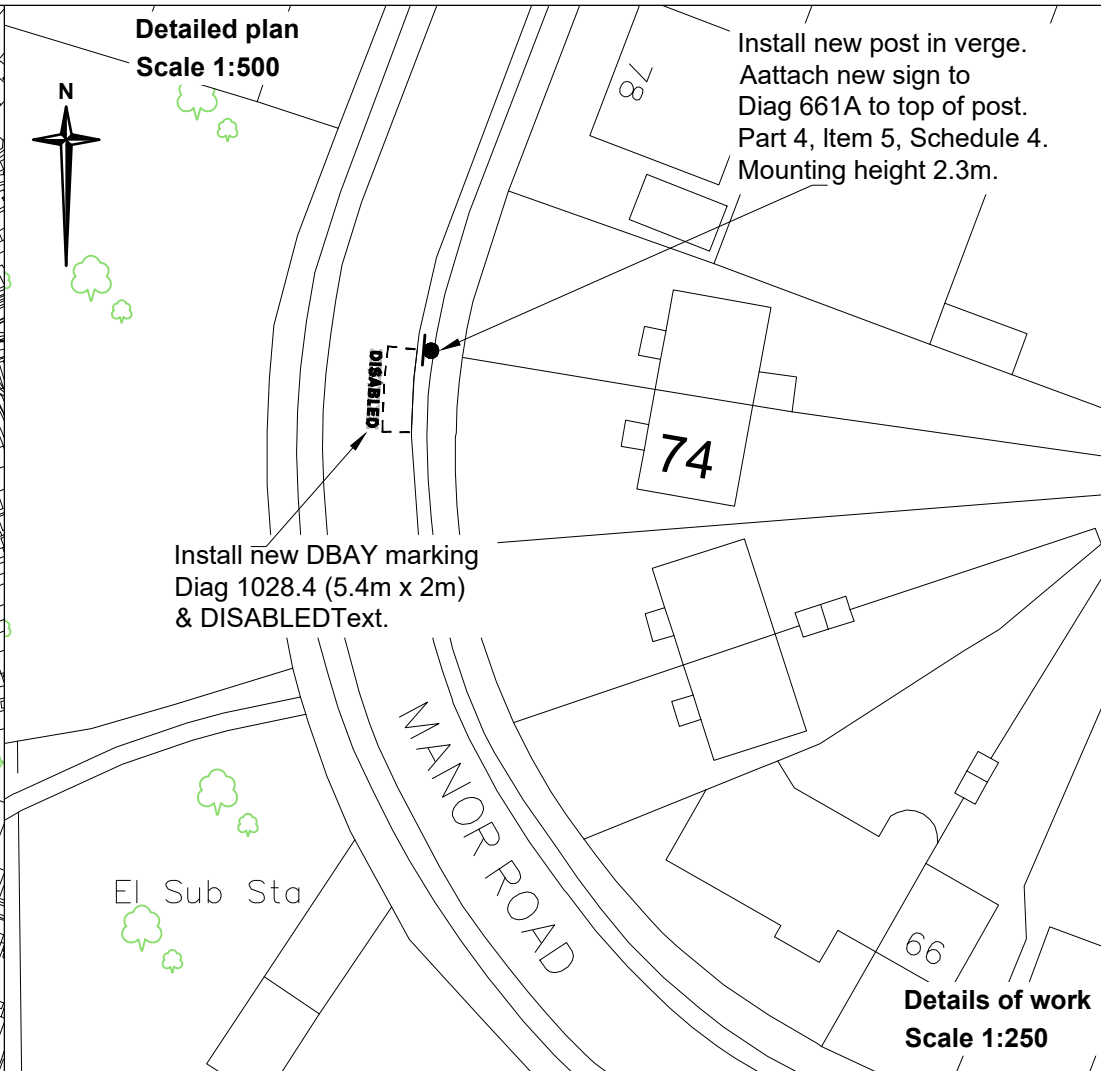 Detailed plan
Scale 1:500
N
Install new post in verge.
Aattach new sign to
Diag 661A to top of post.
Part 4, Item 5, Schedule 4.
Mounting height 2.3m.
78
DISABLED
74
Install new DBAY marking
Diag 1028.4 (5.4m x 2m)
& DISABLEDText.
MANOR ROAD
El Sub Sta
66
Details of work
Scale 1:250